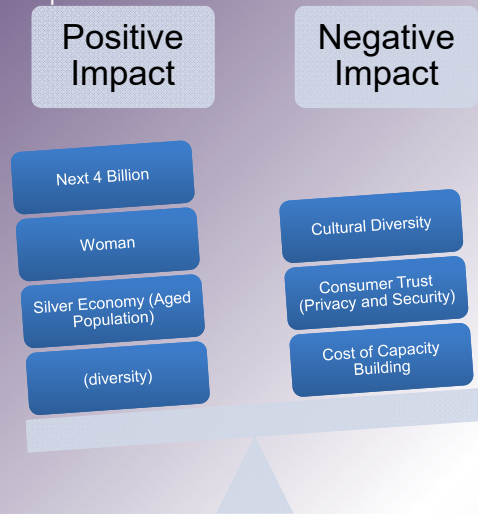 Positive
Impact
Next 4 Billion
Woman
Silver Economy (Aged
Population)
(diversity)
Negative
Impact
Cultural Diversity
Consumer Trust
(Privacy and Security)
Cost of Capacity
Building